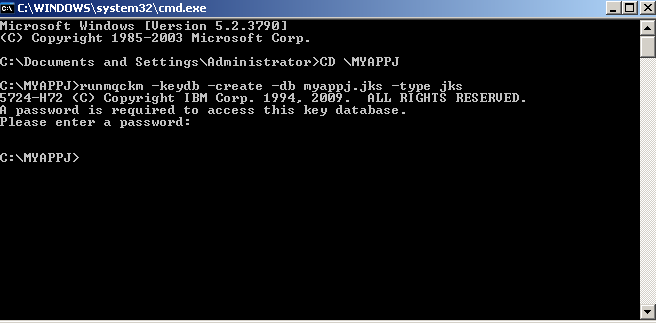 C:\WINDOWS\system32\cmd.exe
Microsoft Windows [Version 5.2.3790]
(C) Copyright 1985-2003 Microsoft Corp.
C:\Documents and Settings\Administrator>CD \MYAPPJ
C:\MYAPPJ>runmqckm -keydb -create -db myappj.jks -type jks
5724-H72 (C) Copyright IBM Corp. 1994, 2009.  ALL RIGHTS RESERVED.
A password is required to access this key database.
Please enter a password:
C:\MYAPPJ>